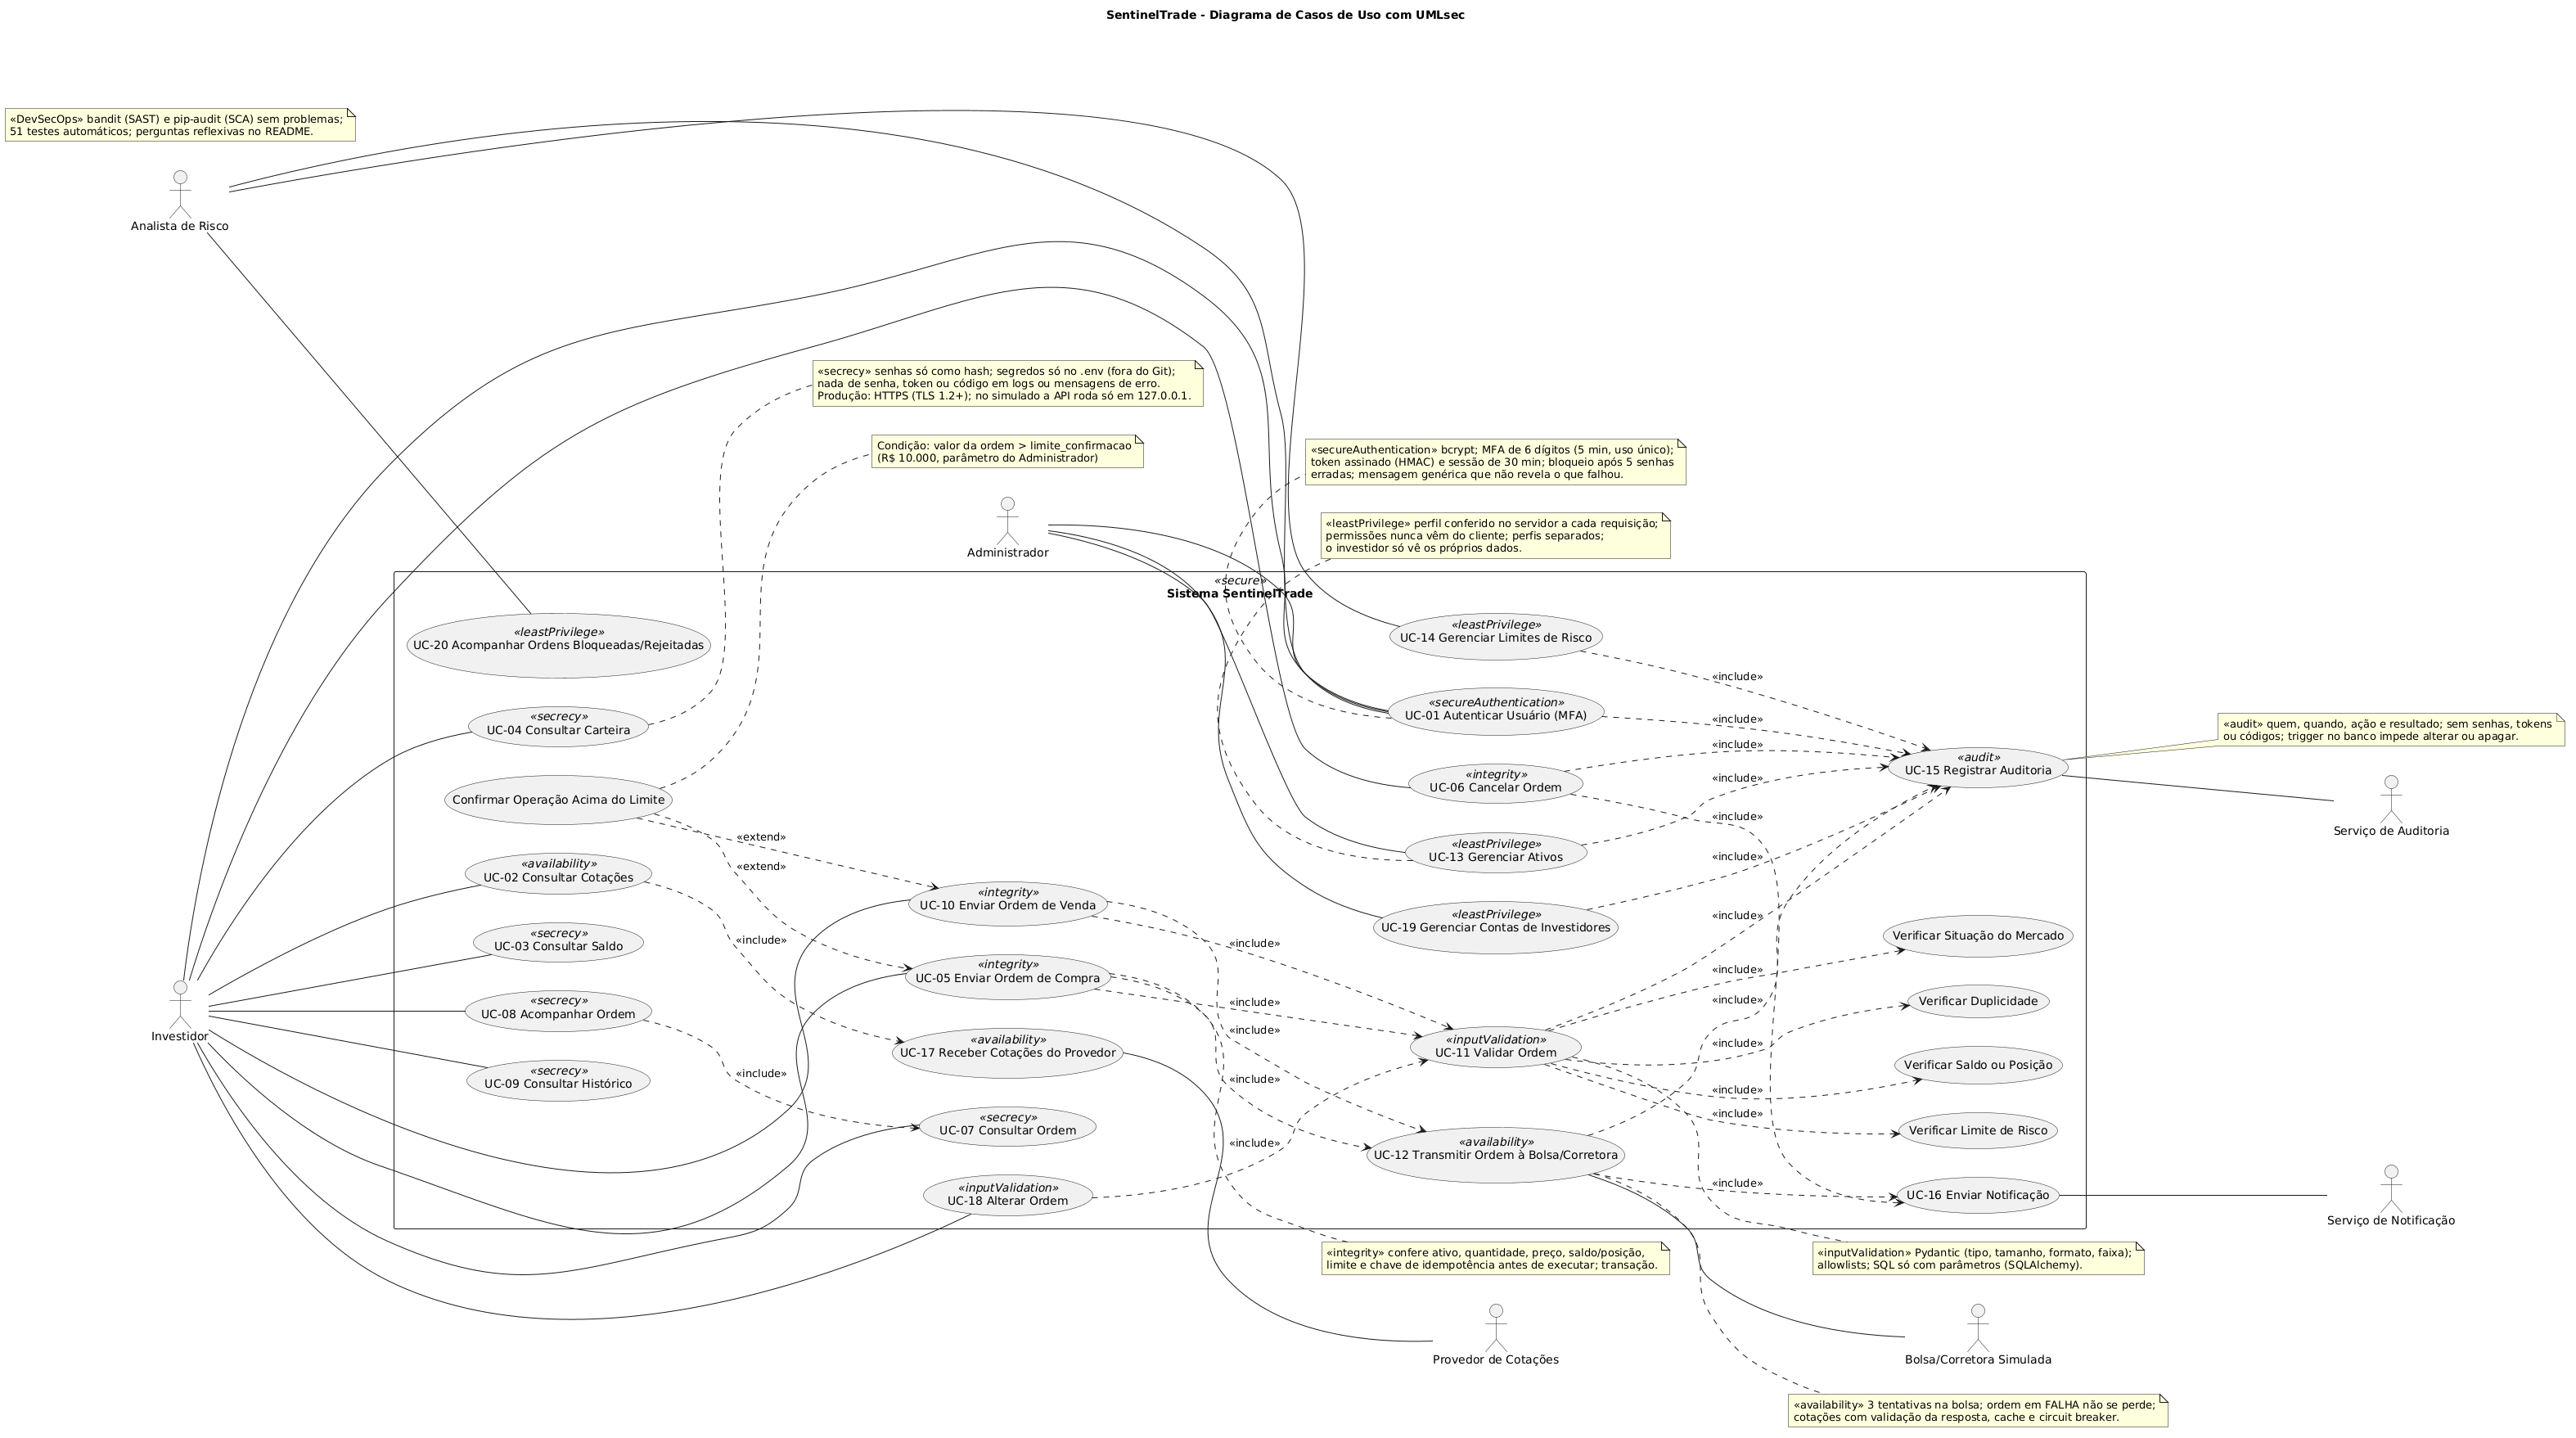 SentinelTrade - Diagrama de Casos de Uso com UMLsec
«DevSecOps» bandit (SAST) e pip-audit (SCA) sem problemas;
51 testes automáticos; perguntas reflexivas no README.
Analista de Risco
«secrecy» senhas só como hash; segredos só no .env (fora do Git);
nada de senha, token ou código em logs ou mensagens de erro.
Produção: HTTPS (TLS 1.2+); no simulado a API roda só em 127.0.0.1.
Condição: valor da ordem > limite_confirmacao
(R$ 10.000, parâmetro do Administrador)
«secureAuthentication» bcrypt; MFA de 6 dígitos (5 min, uso único);
token assinado (HMAC) e sessão de 30 min; bloqueio após 5 senhas
erradas; mensagem genérica que não revela o que falhou.
Administrador
«leastPrivilege» perfil conferido no servidor a cada requisição;
permissões nunca vêm do cliente; perfis separados;
o investidor só vê os próprios dados.
«secure»
Sistema SentinelTrade
«leastPrivilege»
UC-20 Acompanhar Ordens Bloqueadas/Rejeitadas
«leastPrivilege»
UC-14 Gerenciar Limites de Risco
«include»
«secrecy»
UC-04 Consultar Carteira
«secureAuthentication»
UC-01 Autenticar Usuário (MFA)
«include»
«audit» quem, quando, ação e resultado; sem senhas, tokens
ou códigos; trigger no banco impede alterar ou apagar.
«include»
«audit»
UC-15 Registrar Auditoria
«integrity»
UC-06 Cancelar Ordem
«include»
Confirmar Operação Acima do Limite
Serviço de Auditoria
«include»
«extend»
«leastPrivilege»
UC-13 Gerenciar Ativos
«include»
«extend»
«availability»
UC-02 Consultar Cotações
«integrity»
UC-10 Enviar Ordem de Venda
«leastPrivilege»
UC-19 Gerenciar Contas de Investidores
«include»
Verificar Situação do Mercado
«secrecy»
UC-03 Consultar Saldo
«include»
«include»
«integrity»
UC-05 Enviar Ordem de Compra
«include»
«include»
«include»
Verificar Duplicidade
«secrecy»
UC-08 Acompanhar Ordem
Investidor
«include»
«availability»
UC-17 Receber Cotações do Provedor
«inputValidation»
UC-11 Validar Ordem
«include»
Verificar Saldo ou Posição
«secrecy»
UC-09 Consultar Histórico
«include»
«include»
«include»
«include»
Verificar Limite de Risco
«secrecy»
UC-07 Consultar Ordem
«include»
«availability»
UC-12 Transmitir Ordem à Bolsa/Corretora
«include»
«inputValidation»
UC-18 Alterar Ordem
UC-16 Enviar Notificação
Serviço de Notificação
«integrity» confere ativo, quantidade, preço, saldo/posição,
limite e chave de idempotência antes de executar; transação.
«inputValidation» Pydantic (tipo, tamanho, formato, faixa);
allowlists; SQL só com parâmetros (SQLAlchemy).
Provedor de Cotações
Bolsa/Corretora Simulada
«availability» 3 tentativas na bolsa; ordem em FALHA não se perde;
cotações com validação da resposta, cache e circuit breaker.